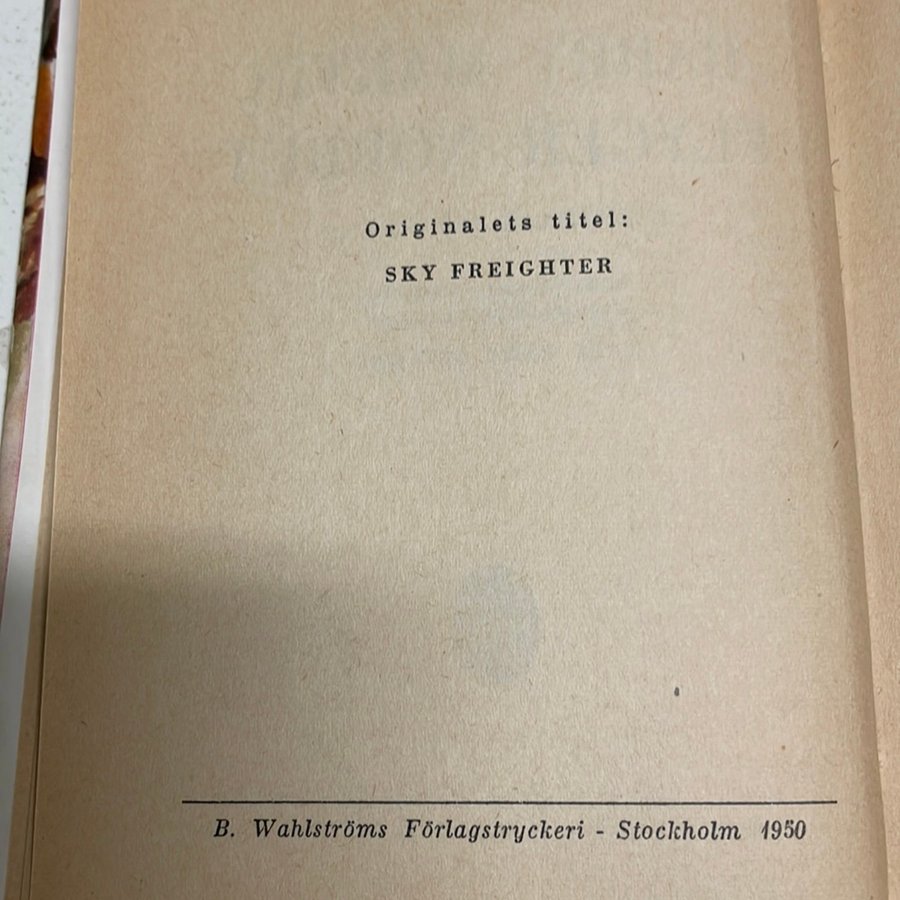 Originalets titel:
SKY FREIGHTER
B. Wahlströms Förlagstryckeri - Stockholm 1950